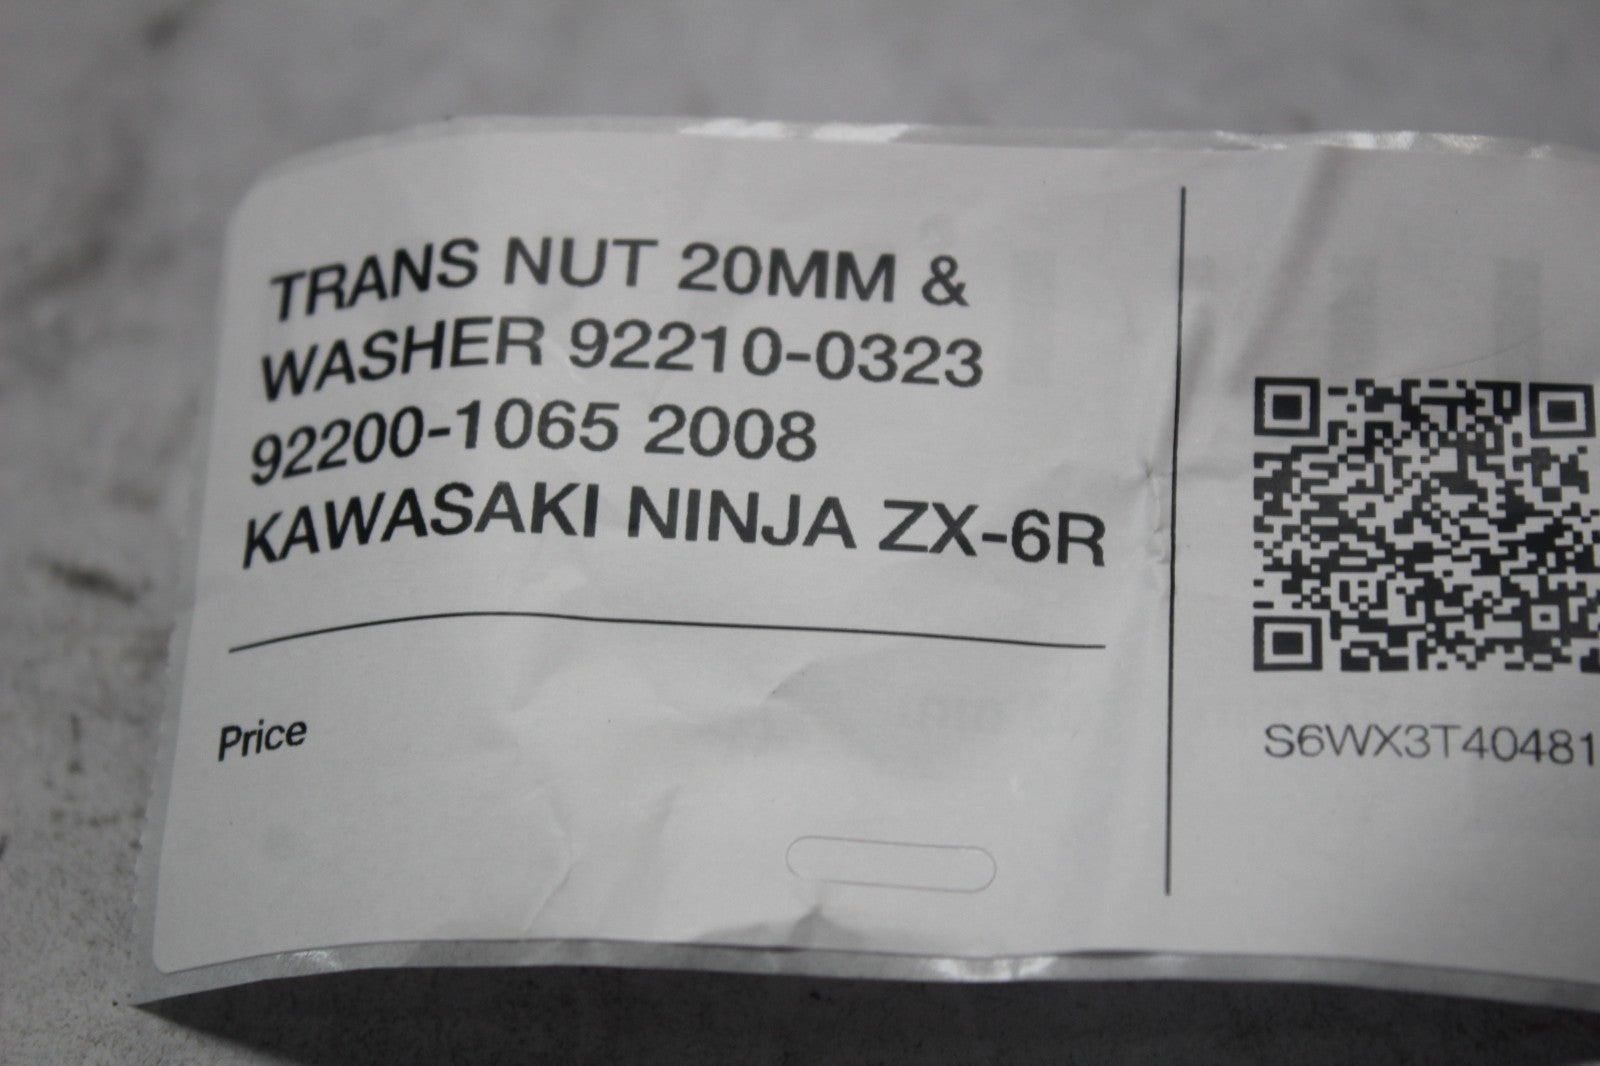 TRANS NUT 20MM &
WASHER 92210-0323
92200-1065 2008
KAWASAKI NINJA ZX-6R
Price
S6WX3T40481